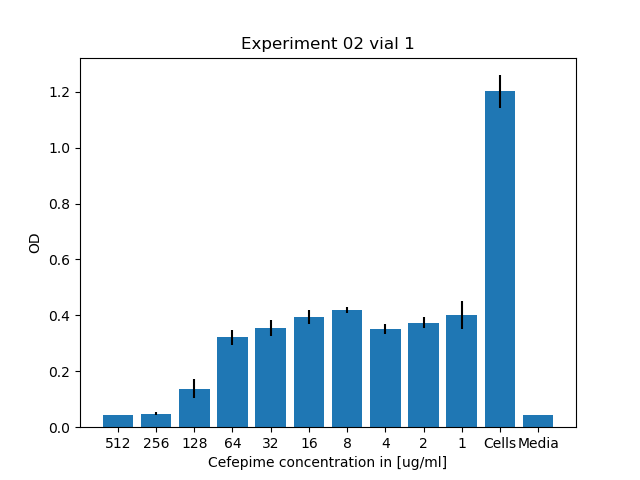 Experiment 02 vial 1
1.2
1.0
0.8
0.6
0.4
0.2
0.0
OD
512 256 128 64 32 16 8 4 2 1 Cells Media
Cefepime concentration in [ug/ml]